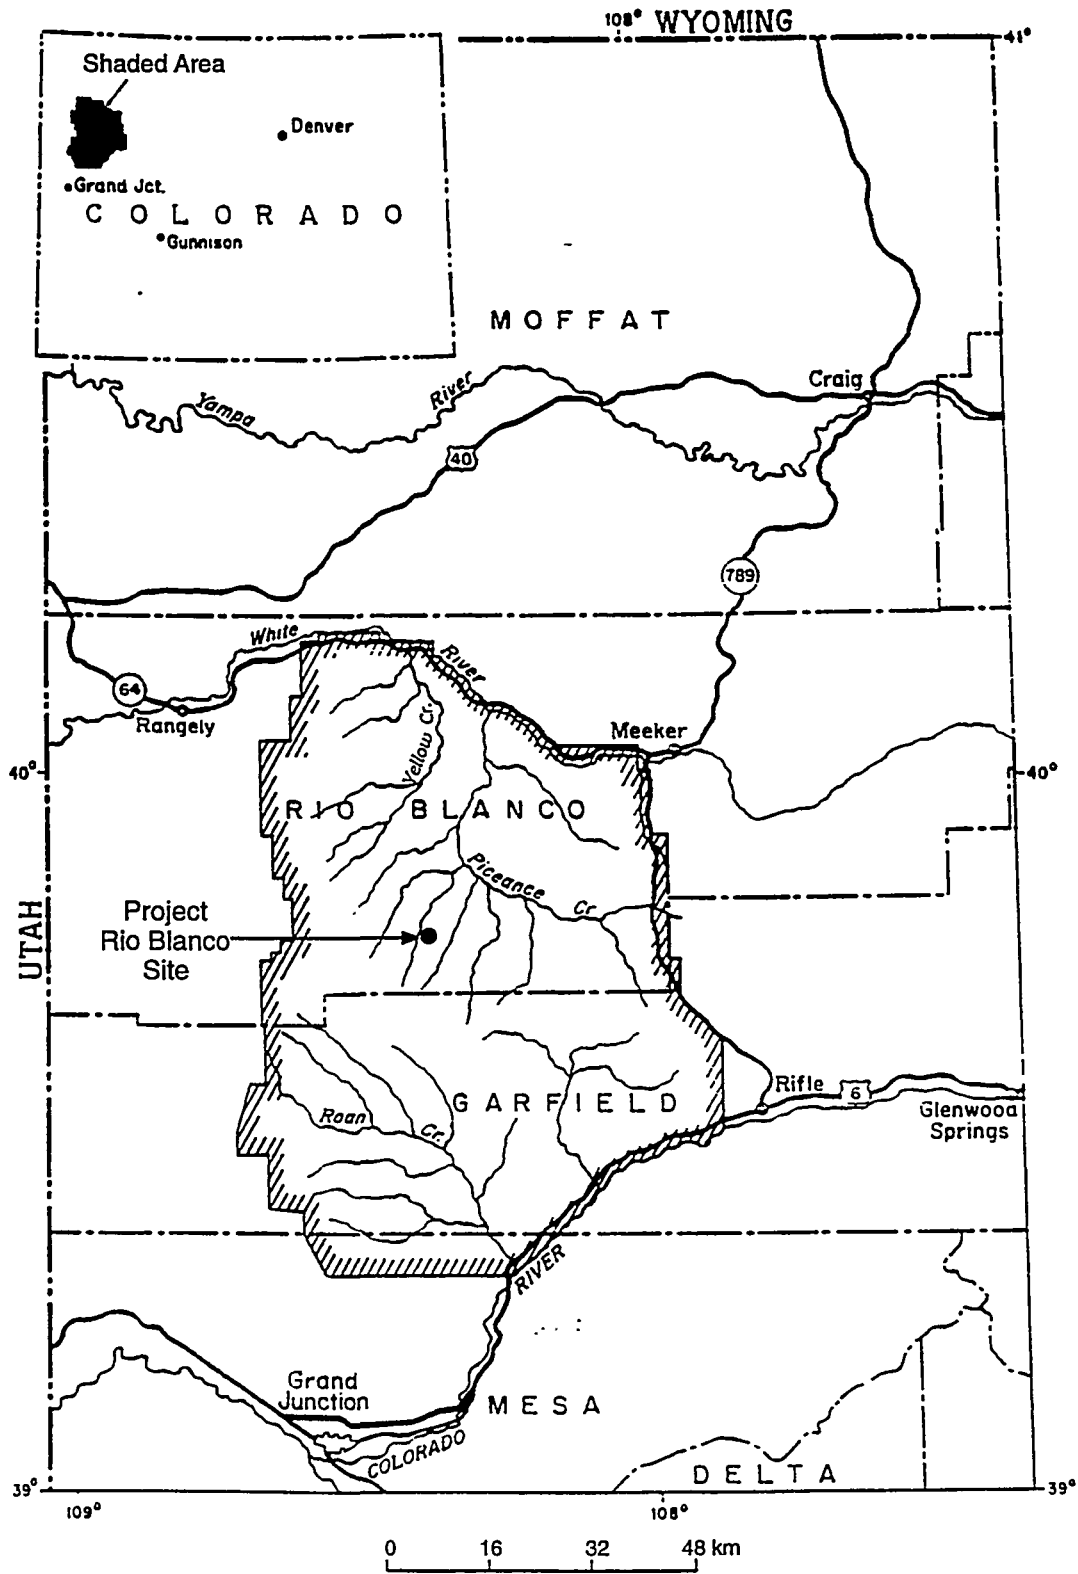 108° WYOMING
41°
Shaded Area
Denver
Grand Jct.
COLORADO
Gunnison
MOFFAT
Craig
Yampa River
40
789
White River
64
Rangely
Meeker
Yellow Cr.
40°
40°
RIO BLANCO
Piceance Cr
UTAH
Project
Rio Blanco
Site
Rifle
6
GARFIELD
Glenwood
Springs
Roan Cr.
RIVER
Grand
Junction
MESA
COLORADO
DELTA
39°
39°
109°
108°
0 16 32 48 km